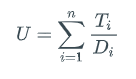 U = \sum_{i=1}^{n} \frac{T_i}{D_i}